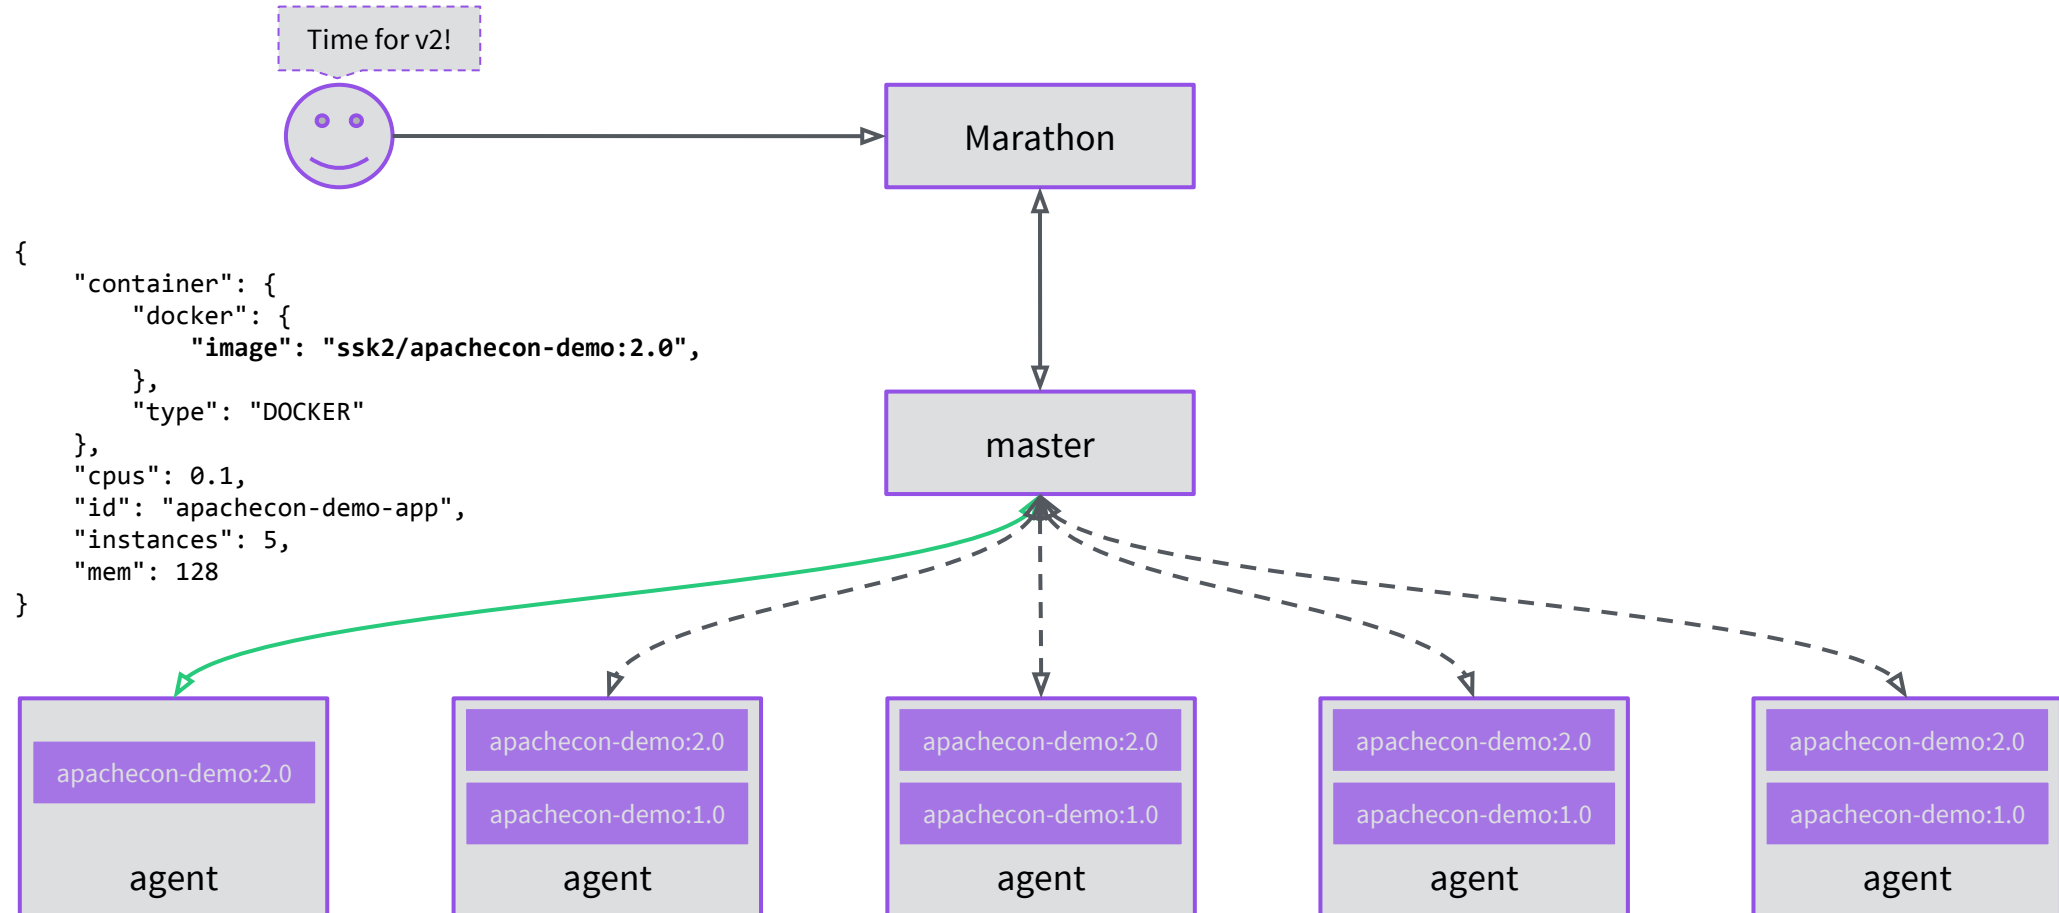 Time for v2!
Marathon
{
    "container": {
        "docker": {
            "image": "ssk2/apachecon-demo:2.0",
        },
        "type": "DOCKER"
    },
    "cpus": 0.1,
    "id": "apachecon-demo-app",
    "instances": 5,
    "mem": 128
}
master
apachecon-demo:2.0
agent
apachecon-demo:2.0
apachecon-demo:1.0
agent
apachecon-demo:2.0
apachecon-demo:1.0
agent
apachecon-demo:2.0
apachecon-demo:1.0
agent
apachecon-demo:2.0
apachecon-demo:1.0
agent